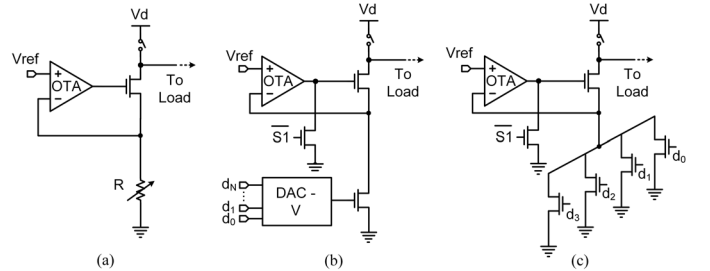 Vd
Vref
+
OTA
−
To
Load
R
(a)
Vd
Vref
+
OTA
−
To
Load
S1
dN
d1
d0
DAC -
V
(b)
Vd
Vref
+
OTA
−
To
Load
S1
d0
d1
d2
d3
(c)